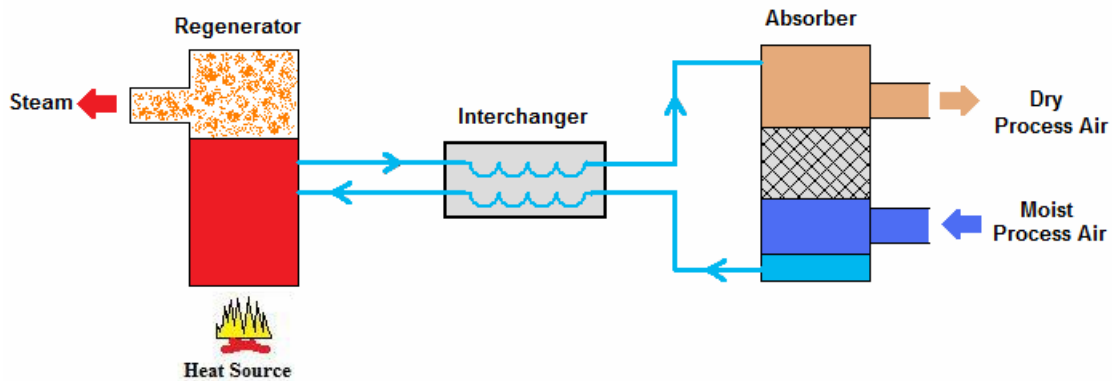 Regenerator
Absorber
Steam
Interchanger
Dry
Process Air
Moist
Process Air
Heat Source